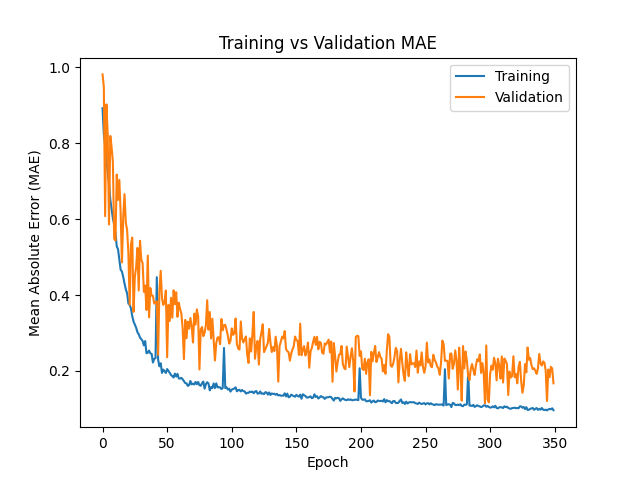 Training vs Validation MAE
Training
Validation
Mean Absolute Error (MAE)
1.0
0.8
0.6
0.4
0.2
0 50 100 150 200 250 300 350
Epoch